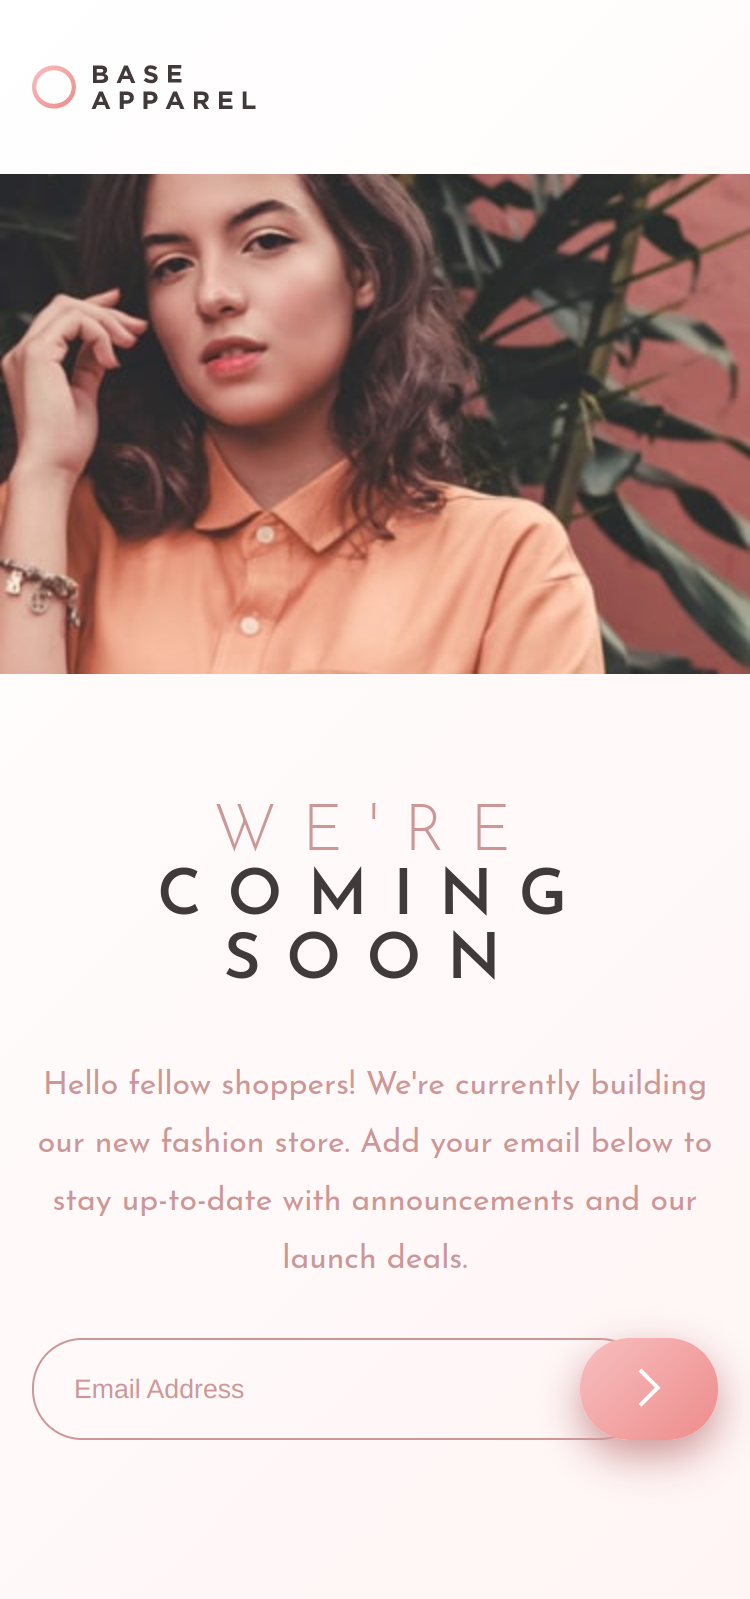 BASE
APPAREL
WE'RE
COMING
SOON
Hello fellow shoppers! We're currently building
our new fashion store. Add your email below to
stay up-to-date with announcements and our
launch deals.
Email Address